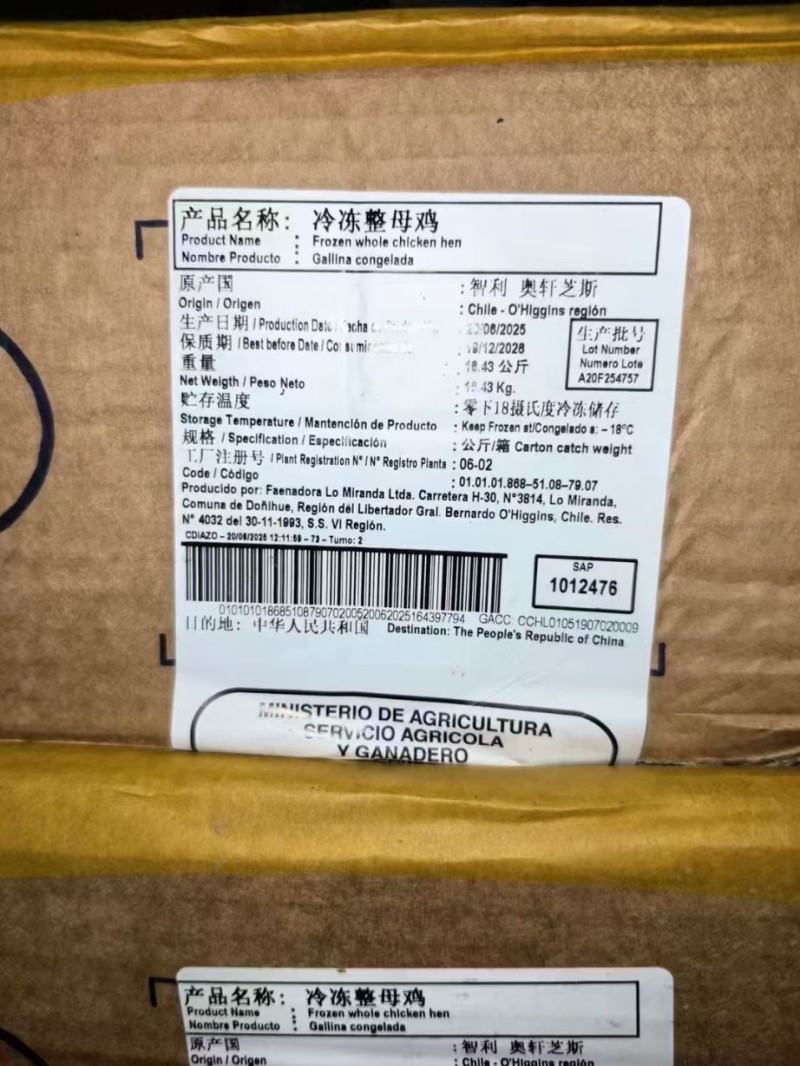 产品名称： 冷冻整母鸡
Product Name : Frozen whole chicken hen
Nombre Producto : Gallina congelada
原产国 : 智利 奥轩芝斯
Origin / Origen : Chile - O'Higgins región
生产日期 / Production Date / /06/2025
保质期 / Best before Date / /12/2026
生产批号
Lot Number
Numero Lote
A20F254757
重量 : 16.43 公斤
Net Weigth / Peso Neto : 16.43 Kg.
贮存温度 : 零下18摄氏度冷冻储存
Storage Temperature / Mantención de Producto : Keep Frozen at/Congelado a: - 18°C
规格 / Specification / Especificación : 公斤/箱 Carton catch weight
工厂注册号 / Plant Registration N° / N° Registro Planta : 06-02
Code / Código : 01.01.01.868-51.08-79.07
Producido por: Faenadora Lo Miranda Ltda. Carretera H-30, N°3814, Lo Miranda,
Comuna de Doñihue, Región del Libertador Gral. Bernardo O'Higgins, Chile. Res.
N° 4032 del 30-11-1993, S.S. VI Región.
CDIAZO - 20/06/2025 12:11:59 - 73 - Turno: 2
SAP
1012476
01010101868510879070200520062025164397794 GACC: CCHL01051907020009
目的地： 中华人民共和国 Destination: The People's Republic of China
MINISTERIO DE AGRICULTURA
SERVICIO AGRICOLA
Y GANADERO
产品名称： 冷冻整母鸡
Product Name : Frozen whole chicken hen
Nombre Producto : Gallina congelada
原产国 : 智利 奥轩芝斯
Origin / Origen : Chile - O'Higgins región